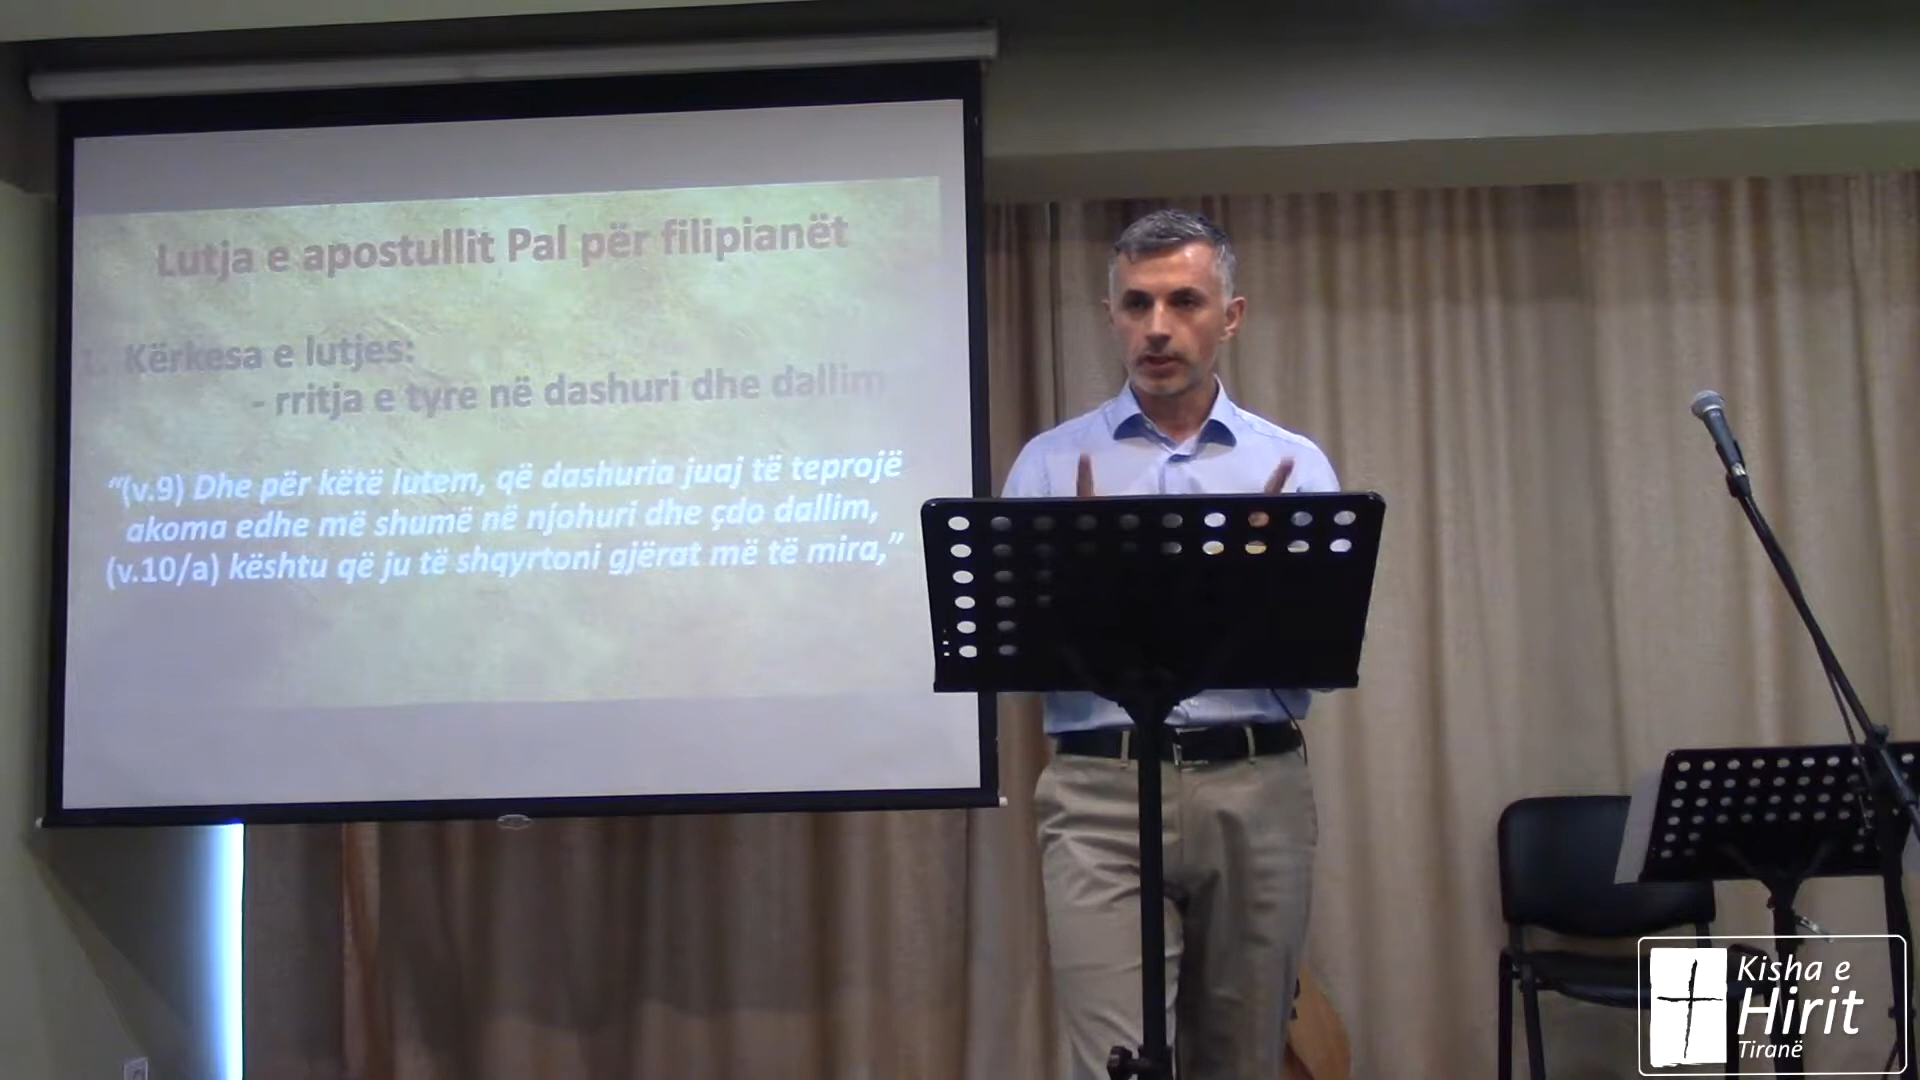 Lutja e apostullit Pal për filipianët
1. Kërkesa e lutjes:
- rritja e tyre në dashuri dhe dallim
“(v.9) Dhe për këtë lutem, që dashuria juaj të teprojë
akoma edhe më shumë në njohuri dhe çdo dallim,
(v.10/a) kështu që ju të shqyrtoni gjërat më të mira,”
Kisha e
Hirit
Tiranë